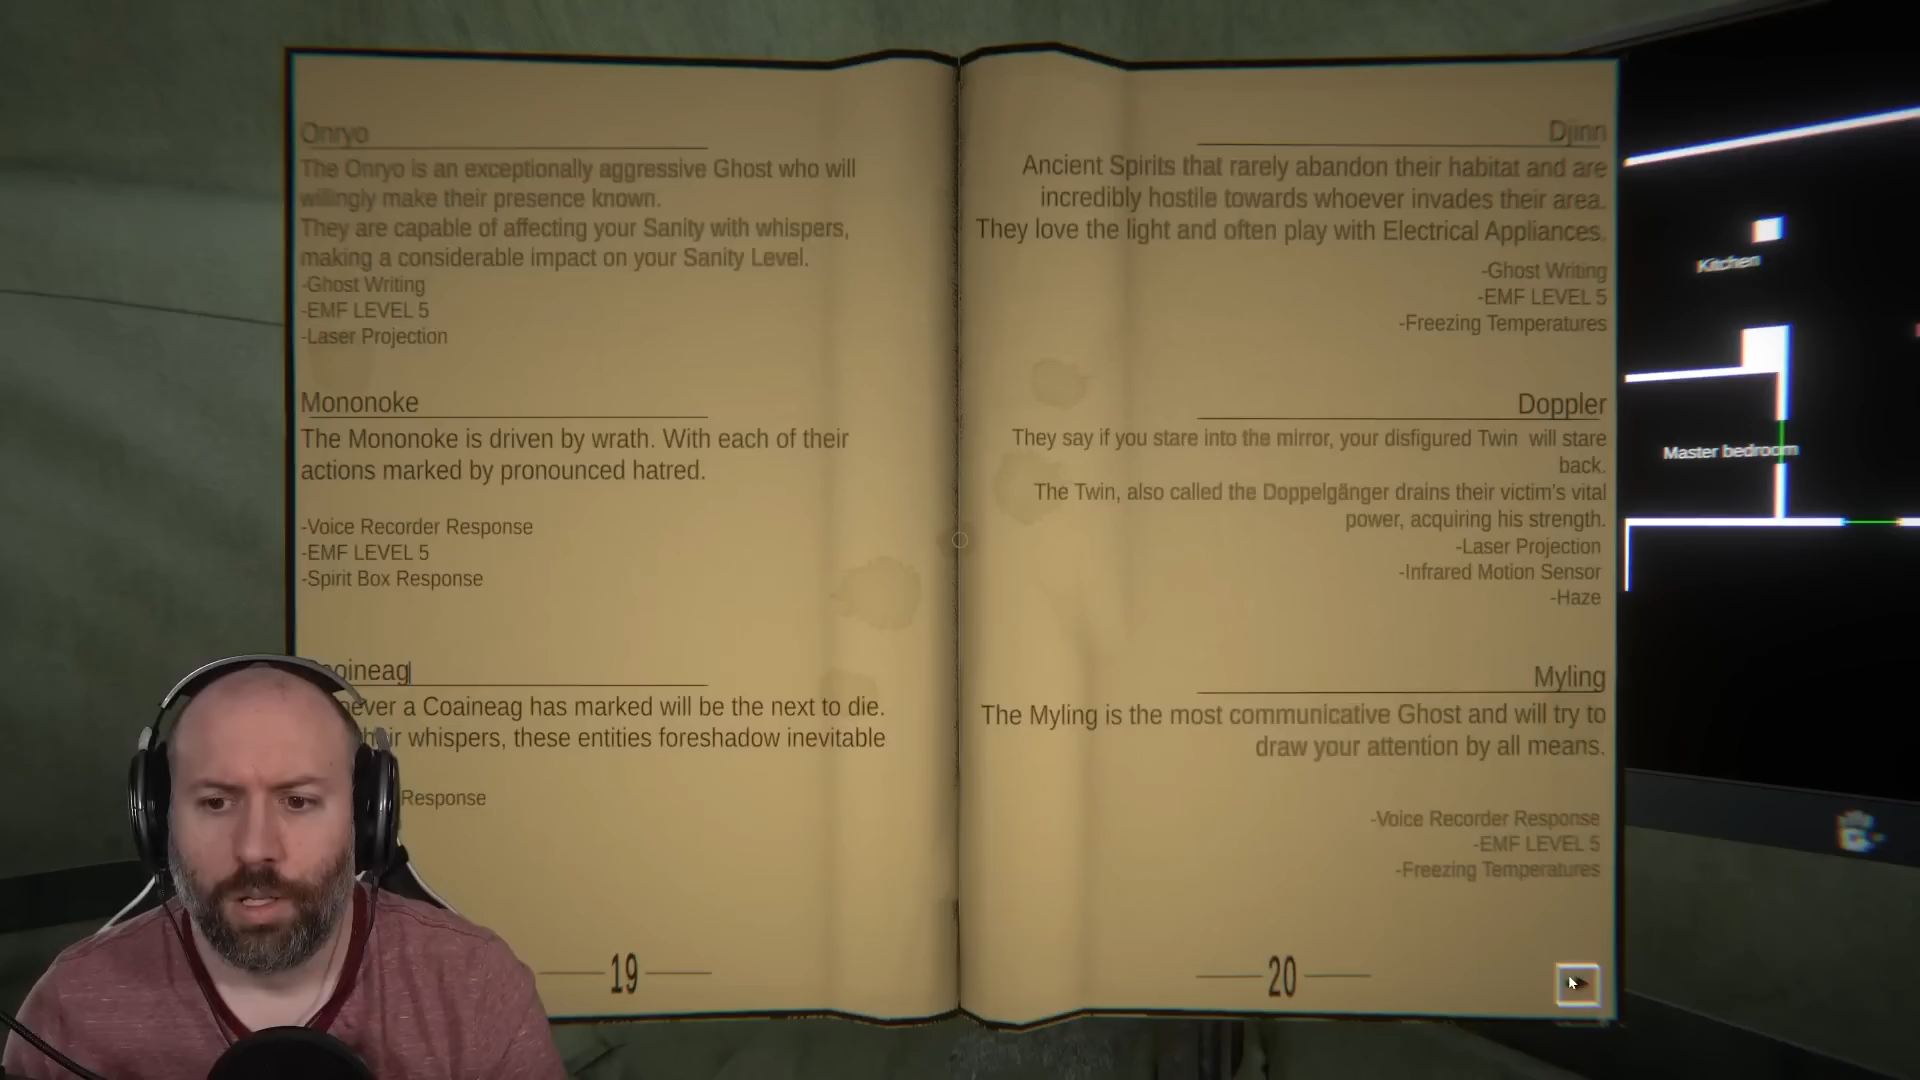 Onryo
The Onryo is an exceptionally aggressive Ghost who will
willingly make their presence known.
They are capable of affecting your Sanity with whispers,
making a considerable impact on your Sanity Level.
-Ghost Writing
-EMF LEVEL 5
-Laser Projection
Mononoke
The Mononoke is driven by wrath. With each of their
actions marked by pronounced hatred.
-Voice Recorder Response
-EMF LEVEL 5
-Spirit Box Response
a Coaineag has marked will be the next to die.
whispers, these entities foreshadow inevitable
Response
19
Djinn
Ancient Spirits that rarely abandon their habitat and are
incredibly hostile towards whoever invades their area.
They love the light and often play with Electrical Appliances.
-Ghost Writing
-EMF LEVEL 5
-Freezing Temperatures
Doppler
They say if you stare into the mirror, your disfigured Twin will stare
back.
The Twin, also called the Doppelgänger drains their victim's vital
power, acquiring his strength.
-Laser Projection
-Infrared Motion Sensor
-Haze
Myling
The Myling is the most communicative Ghost and will try to
draw your attention by all means.
-Voice Recorder Response
-EMF LEVEL 5
-Freezing Temperatures
20
Kitchen
Master bedroom